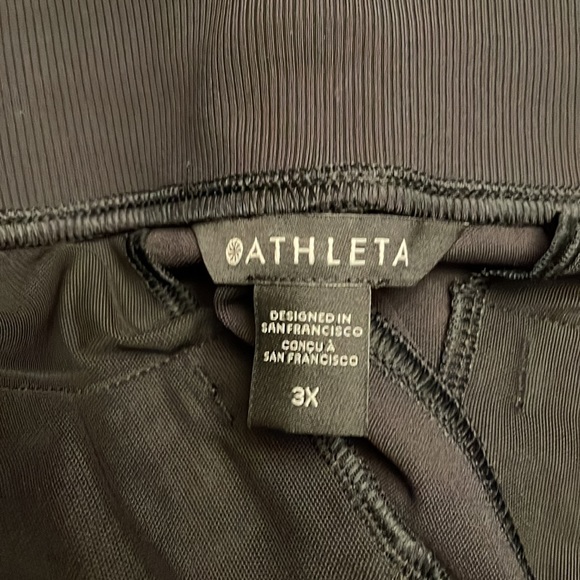 ATHLETA
DESIGNED IN
SAN FRANCISCO
CONÇU À
SAN FRANCISCO
3X